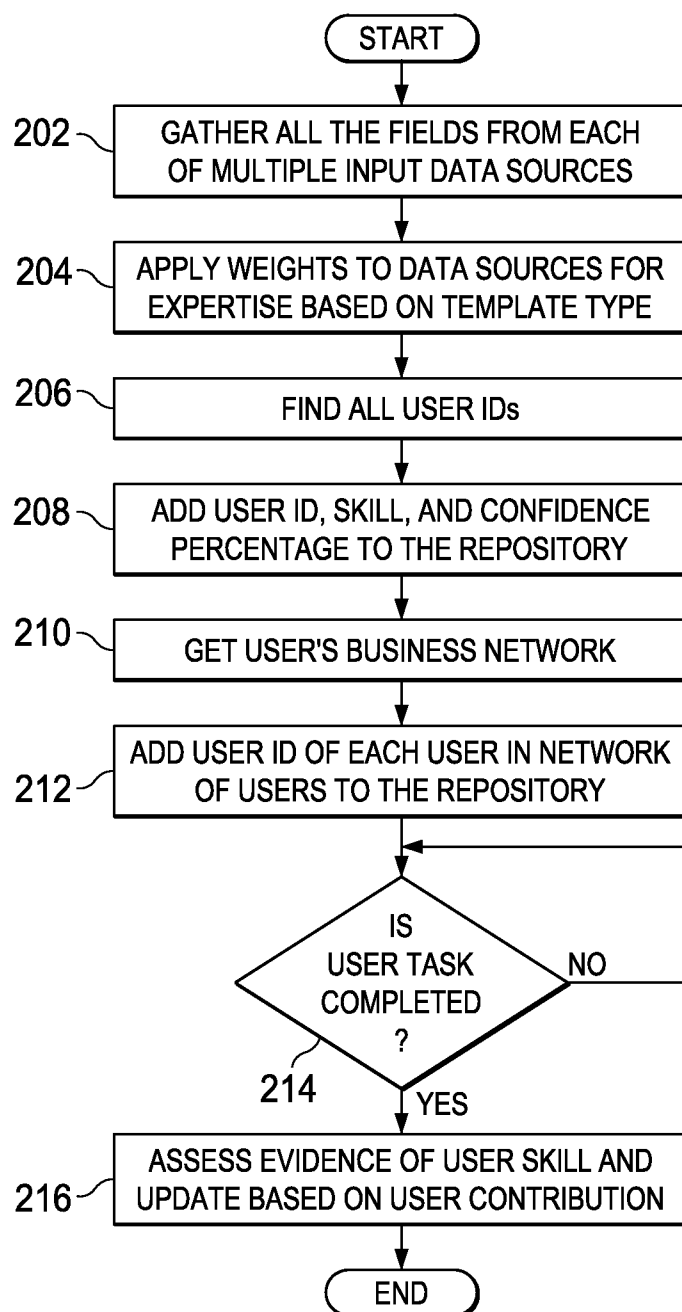 START
202
GATHER ALL THE FIELDS FROM EACH
OF MULTIPLE INPUT DATA SOURCES
204
APPLY WEIGHTS TO DATA SOURCES FOR
EXPERTISE BASED ON TEMPLATE TYPE
206
FIND ALL USER IDs
208
ADD USER ID, SKILL, AND CONFIDENCE
PERCENTAGE TO THE REPOSITORY
210
GET USER'S BUSINESS NETWORK
212
ADD USER ID OF EACH USER IN NETWORK
OF USERS TO THE REPOSITORY
IS
USER TASK
COMPLETED
?
NO
214
YES
216
ASSESS EVIDENCE OF USER SKILL AND
UPDATE BASED ON USER CONTRIBUTION
END